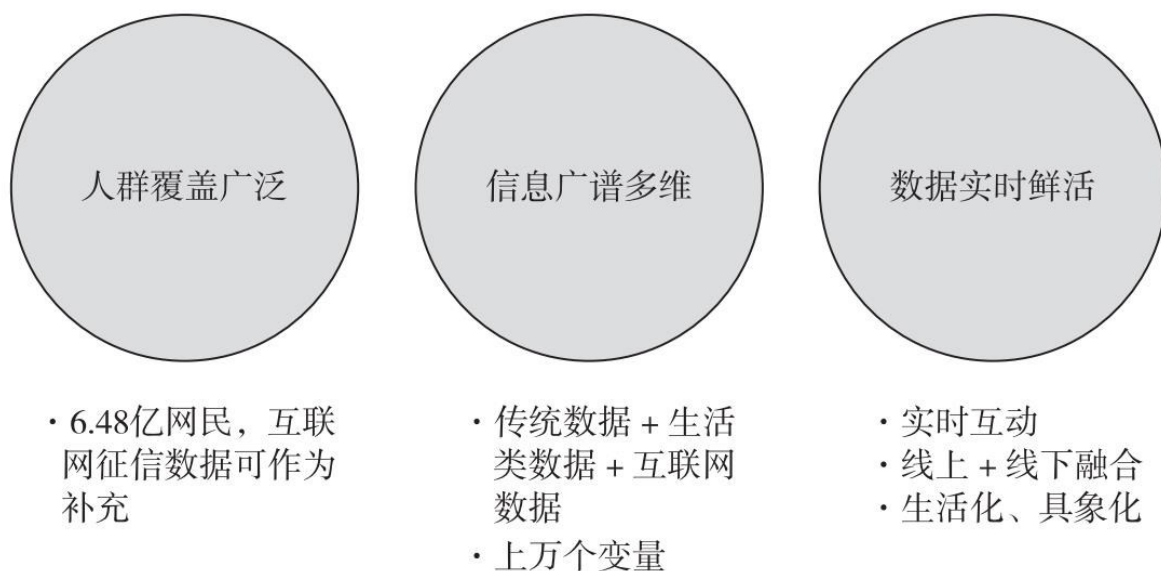 人群覆盖广泛
信息广谱多维
数据实时鲜活
· 6.48亿网民，互联
网征信数据可作为
补充
· 传统数据 + 生活
类数据 + 互联网
数据
· 上万个变量
· 实时互动
· 线上 + 线下融合
· 生活化、具象化